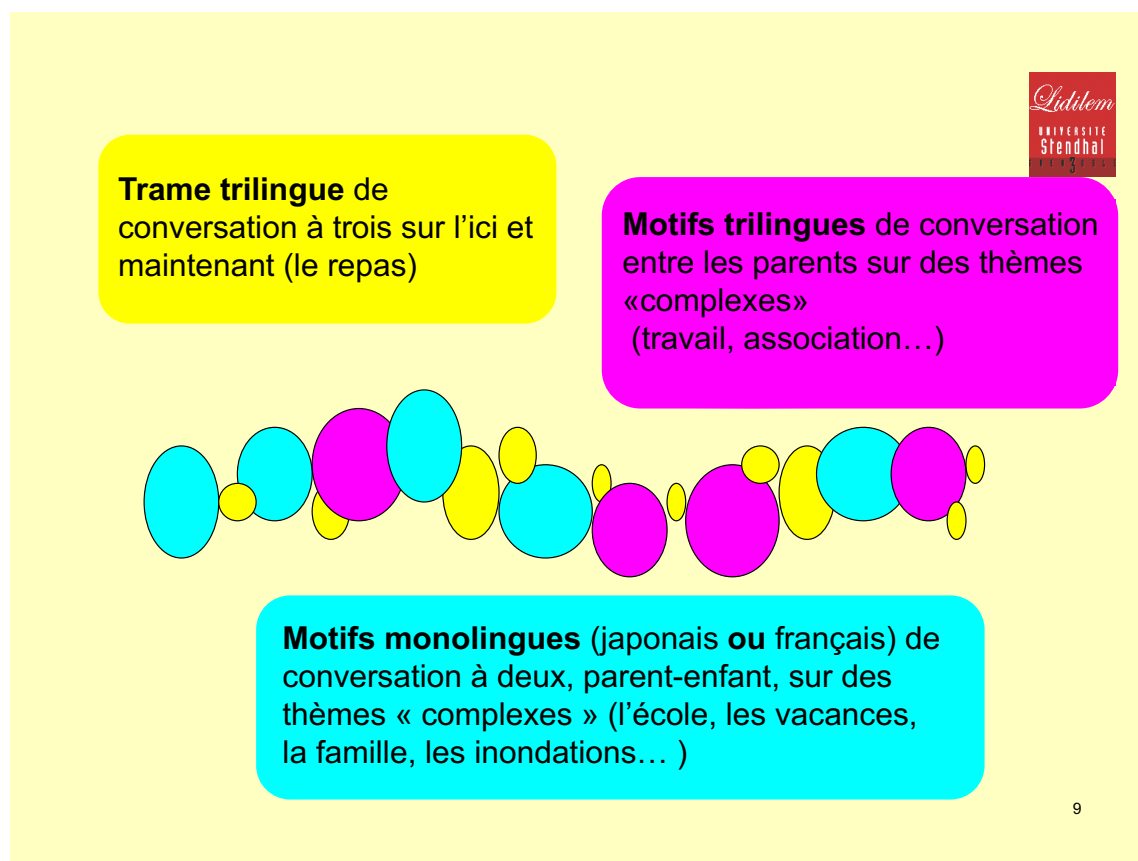 Lidilem
UNIVERSITE
Stendhal
3
Trame trilingue de
conversation à trois sur l’ici et
maintenant (le repas)
Motifs trilingues de conversation
entre les parents sur des thèmes
«complexes»
(travail, association…)
Motifs monolingues (japonais ou français) de
conversation à deux, parent-enfant, sur des
thèmes « complexes » (l’école, les vacances,
la famille, les inondations… )
9